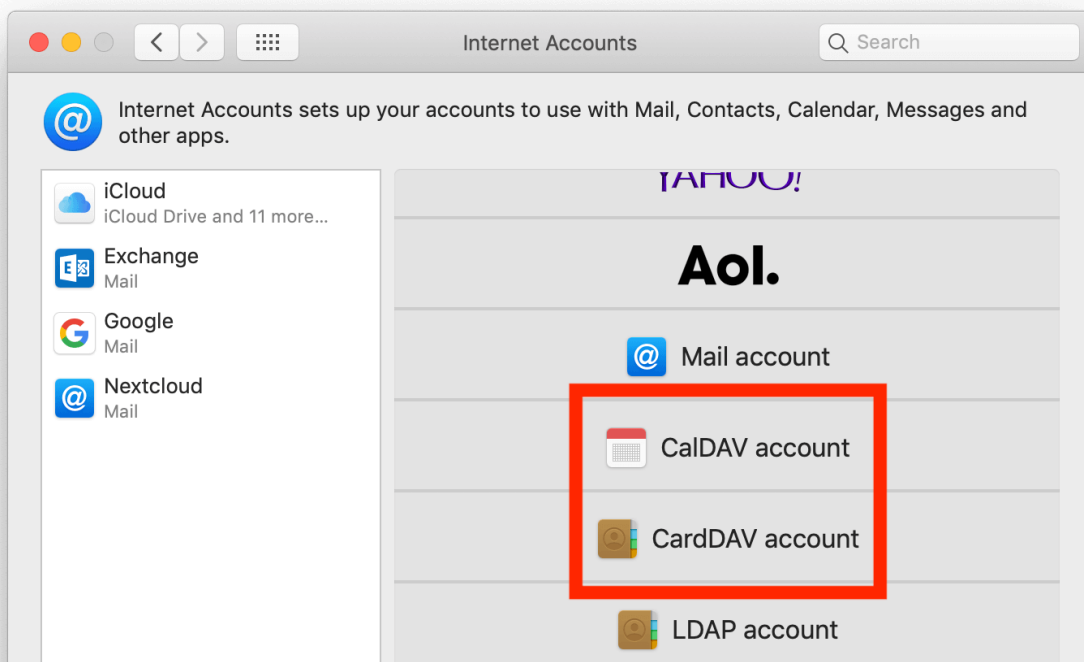 Internet Accounts
Search
Internet Accounts sets up your accounts to use with Mail, Contacts, Calendar, Messages and
other apps.
iCloud
iCloud Drive and 11 more...
Exchange
Mail
Google
Mail
Nextcloud
Mail
YAHOO!
Aol.
Mail account
CalDAV account
CardDAV account
LDAP account